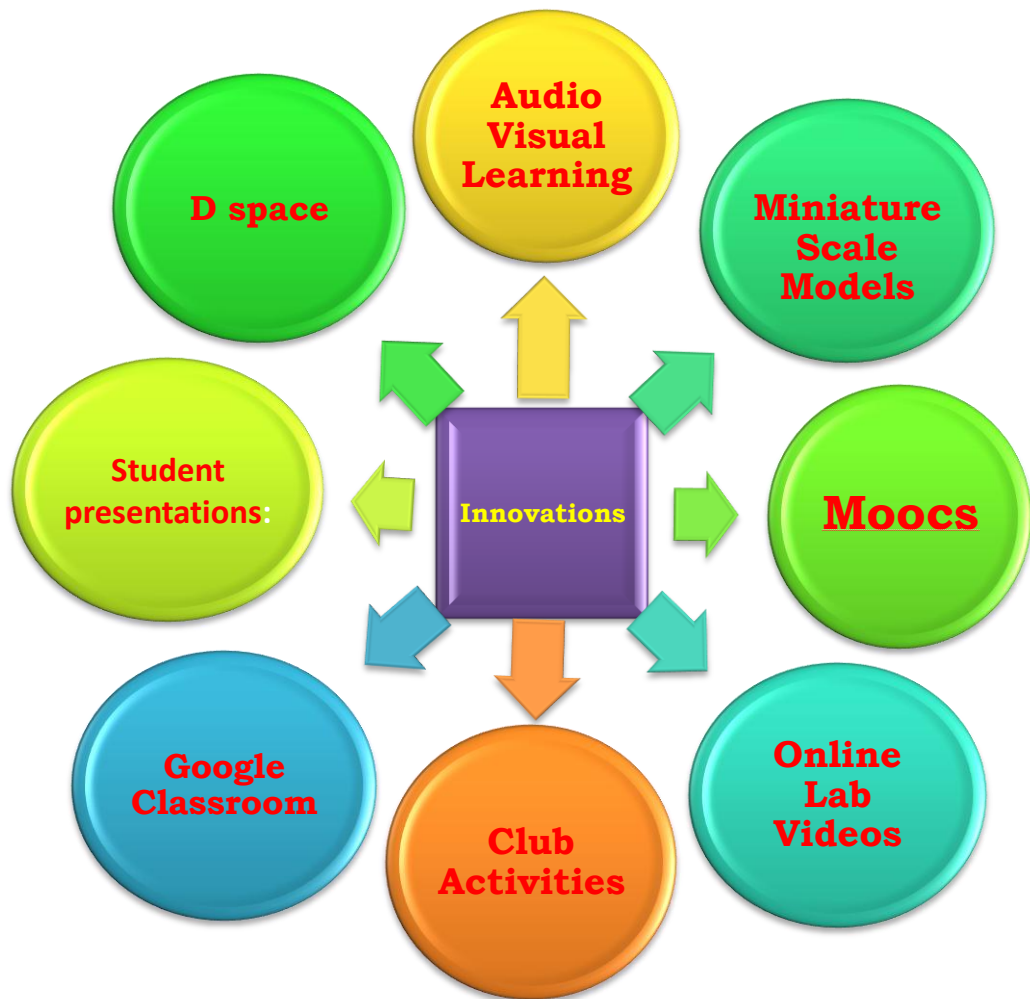 Audio
Visual
Learning
D space
Miniature
Scale
Models
Student
presentations:
Innovations
Moocs
Google
Classroom
Club
Activities
Online
Lab
Videos